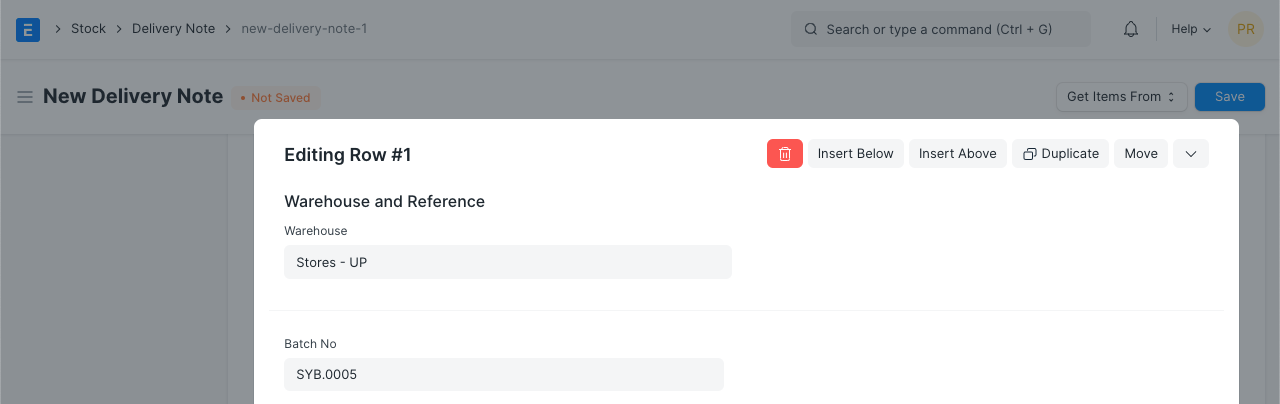 Stock > Delivery Note > new-delivery-note-1 Search or type a command (Ctrl + G) Help PR
New Delivery Note • Not Saved Get Items From Save
Editing Row #1 Insert Below Insert Above Duplicate Move
Warehouse and Reference
Warehouse
Stores - UP
Batch No
SYB.0005